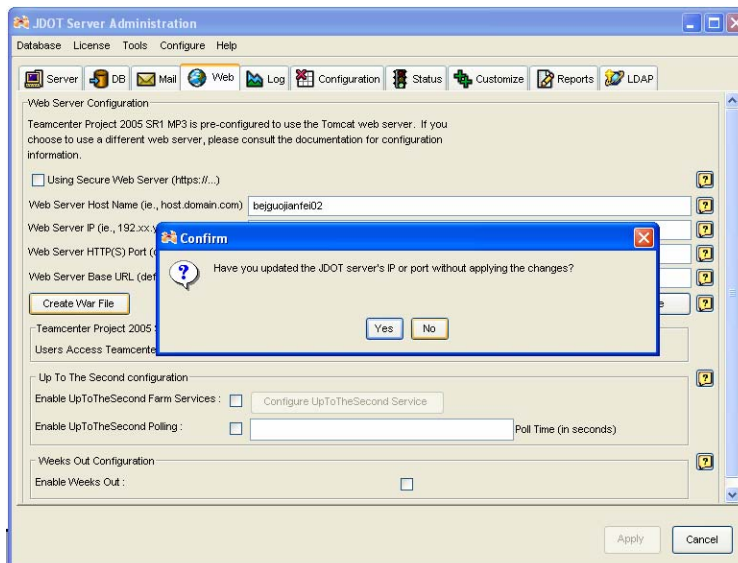 JDOT Server Administration
Database License Tools Configure Help
Server DB Mail Web Log Configuration Status Customize Reports LDAP
Web Server Configuration
Teamcenter Project 2005 SR1 MP3 is pre-configured to use the Tomcat web server. If you
choose to use a different web server, please consult the documentation for configuration
information.
Using Secure Web Server (https://...)
Web Server Host Name (ie., host.domain.com) bejguojianfei02
Web Server IP (ie., 192.xx.y
Web Server HTTP(S) Port (
Web Server Base URL (def
Confirm
Have you updated the JDOT server's IP or port without applying the changes?
Yes No
Create War File
Teamcenter Project 2005
Users Access Teamcente
Up To The Second configuration
Enable UpToTheSecond Farm Services : Configure UpToTheSecond Service
Enable UpToTheSecond Polling : Poll Time (in seconds)
Weeks Out Configuration
Enable Weeks Out :
Apply Cancel